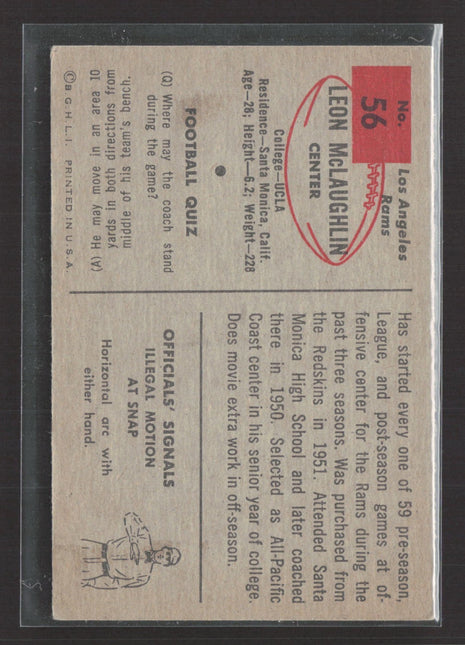 No.
56
Los Angeles
Rams
LEON McLAUGHLIN
CENTER
College—UCLA
Residence—Santa Monica, Calif.
Age—28; Height—6.2; Weight—228
Has started every one of 59 pre-season,
League, and post-season games at of-
fensive center for the Rams during the
past three seasons. Was purchased from
the Redskins in 1951. Attended Santa
Monica High School and later coached
there in 1950. Selected as All-Pacific
Coast center in his senior year of college.
Does movie extra work in off-season.
FOOTBALL QUIZ
(Q) Where may the coach stand
during the game?
(A) He may move in an area 10
yards in both directions from
middle of his team's bench.
© B. G. H. L. I. PRINTED IN U. S. A.
OFFICIALS' SIGNALS
ILLEGAL MOTION
AT SNAP
Horizontal arc with
either hand.